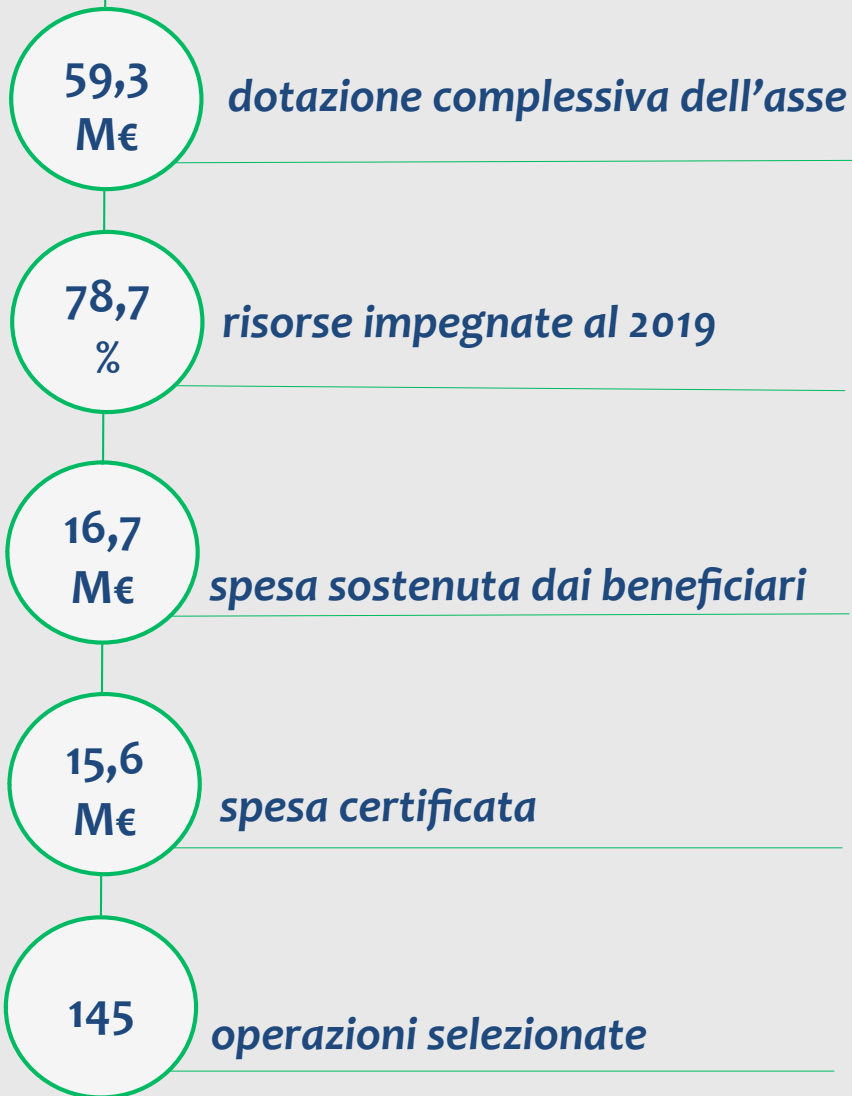 59,3
M€
dotazione complessiva dell’asse
78,7
%
risorse impegnate al 2019
16,7
M€
spesa sostenuta dai beneficiari
15,6
M€
spesa certificata
145
operazioni selezionate